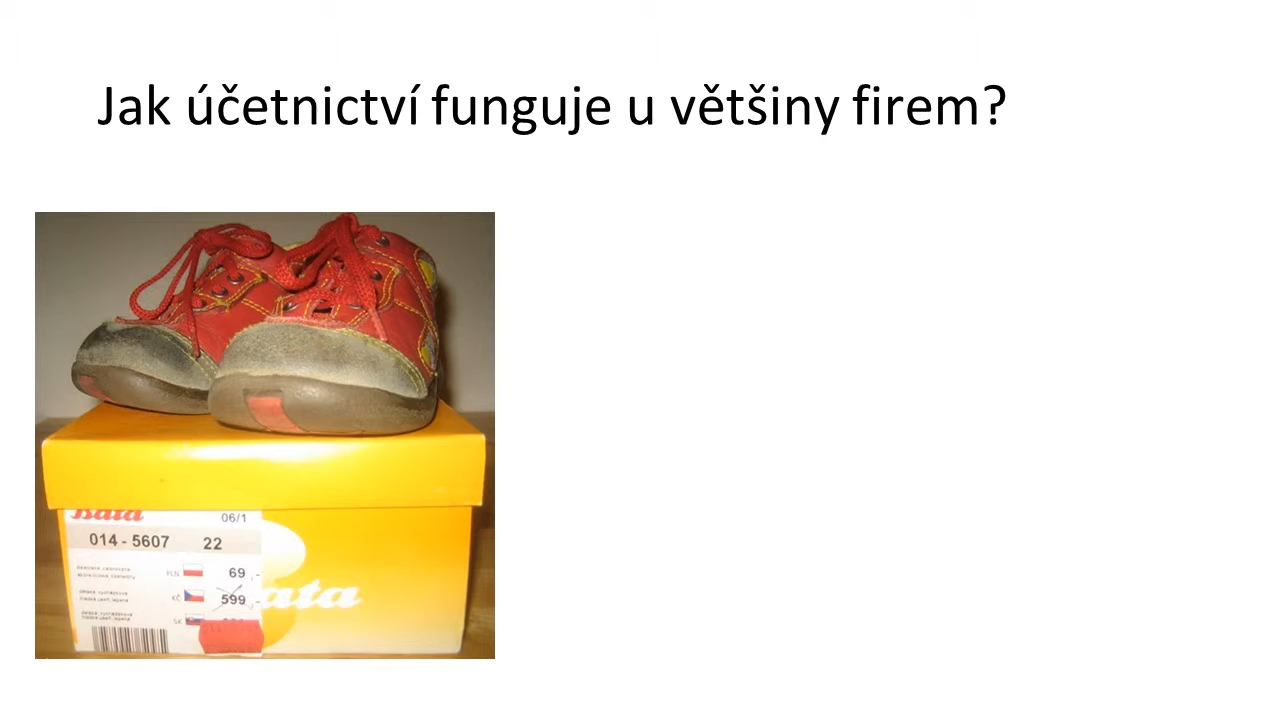 Jak účetnictví funguje u většiny firem?
Bata
06/1
014 - 5607 22
PLN 69,-
KČ 599,-
SK
Bata